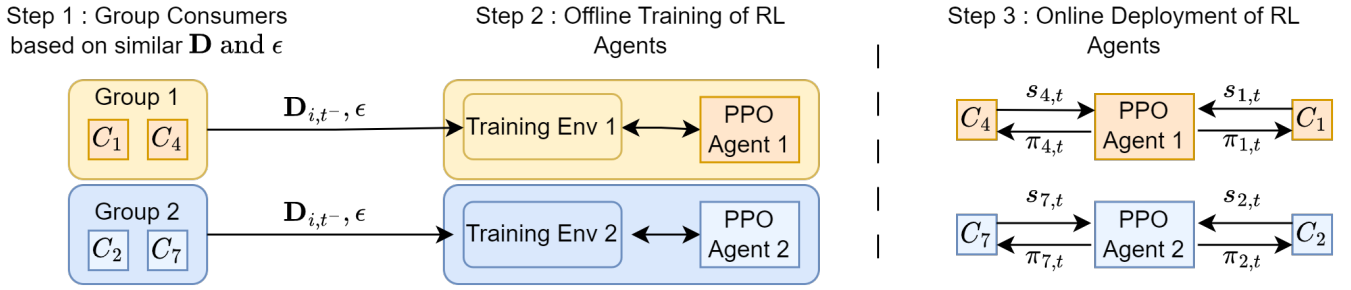 Step 1 : Group Consumers
based on similar D and ϵ
Step 2 : Offline Training of RL
Agents
Step 3 : Online Deployment of RL
Agents
Group 1
C₁ C₄
D_{i,t⁻}, ϵ
Training Env 1
PPO
Agent 1
Group 2
C₂ C₇
D_{i,t⁻}, ϵ
Training Env 2
PPO
Agent 2
C₄
s_{4,t}
π_{4,t}
PPO
Agent 1
s_{1,t}
π_{1,t}
C₁
C₇
s_{7,t}
π_{7,t}
PPO
Agent 2
s_{2,t}
π_{2,t}
C₂